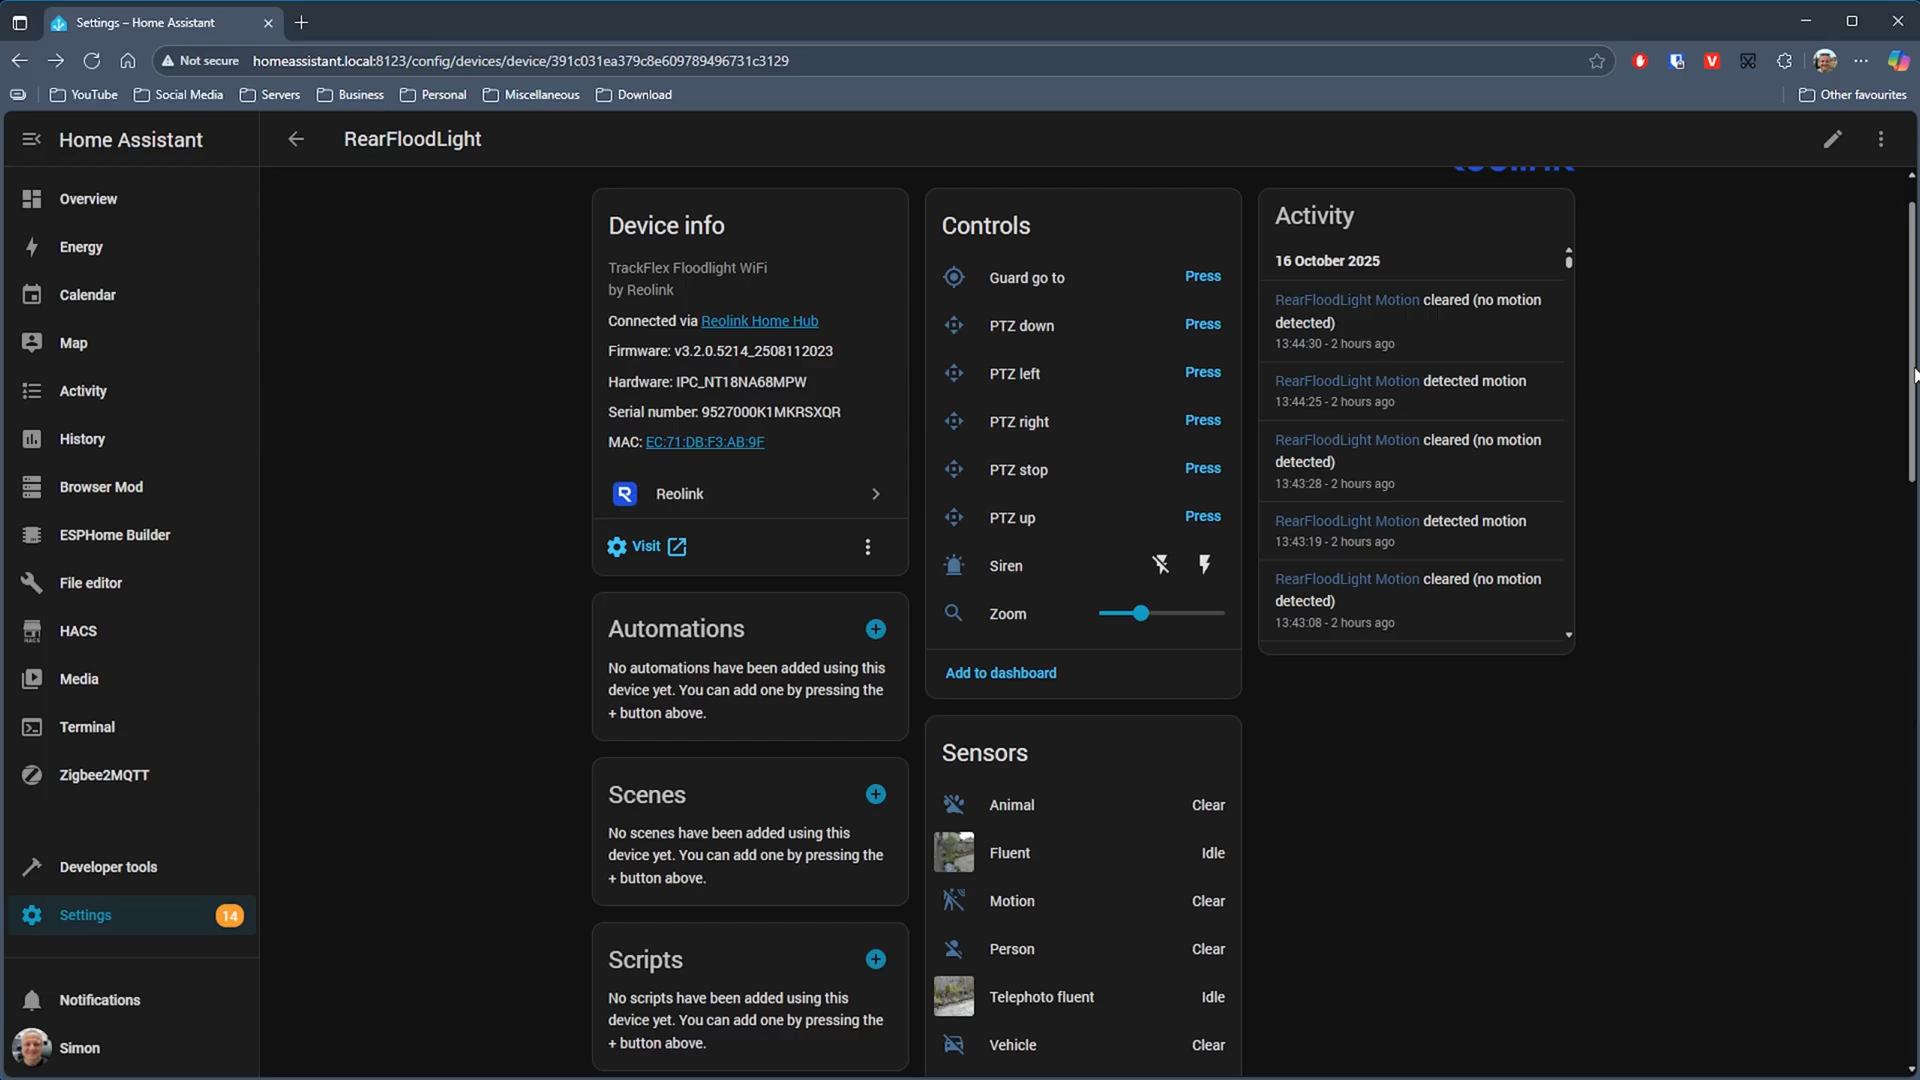 Settings – Home Assistant
Not secure
homeassistant.local:8123/config/devices/device/391c031ea379c8e609789496731c3129
YouTube
Social Media
Servers
Business
Personal
Miscellaneous
Download
Other favourites
Home Assistant
RearFloodLight
Overview
Energy
Calendar
Map
Activity
History
Browser Mod
ESPHome Builder
File editor
HACS
Media
Terminal
Zigbee2MQTT
Developer tools
Settings
14
Notifications
Simon
Device info
TrackFlex Floodlight WiFi
by Reolink
Connected via Reolink Home Hub
Firmware: v3.2.0.5214_2508112023
Hardware: IPC_NT18NA68MPW
Serial number: 9527000K1MKRSXQR
MAC: EC:71:DB:F3:AB:9F
Reolink
Visit
Automations
No automations have been added using this
device yet. You can add one by pressing the
+ button above.
Scenes
No scenes have been added using this
device yet. You can add one by pressing the
+ button above.
Scripts
No scripts have been added using this
device yet. You can add one by pressing the
+ button above.
Controls
Guard go to Press
PTZ down Press
PTZ left Press
PTZ right Press
PTZ stop Press
PTZ up Press
Siren
Zoom
Add to dashboard
Sensors
Animal Clear
Fluent Idle
Motion Clear
Person Clear
Telephoto fluent Idle
Vehicle Clear
Activity
16 October 2025
RearFloodLight Motion cleared (no motion
detected)
13:44:30 - 2 hours ago
RearFloodLight Motion detected motion
13:44:25 - 2 hours ago
RearFloodLight Motion cleared (no motion
detected)
13:43:28 - 2 hours ago
RearFloodLight Motion detected motion
13:43:19 - 2 hours ago
RearFloodLight Motion cleared (no motion
detected)
13:43:08 - 2 hours ago